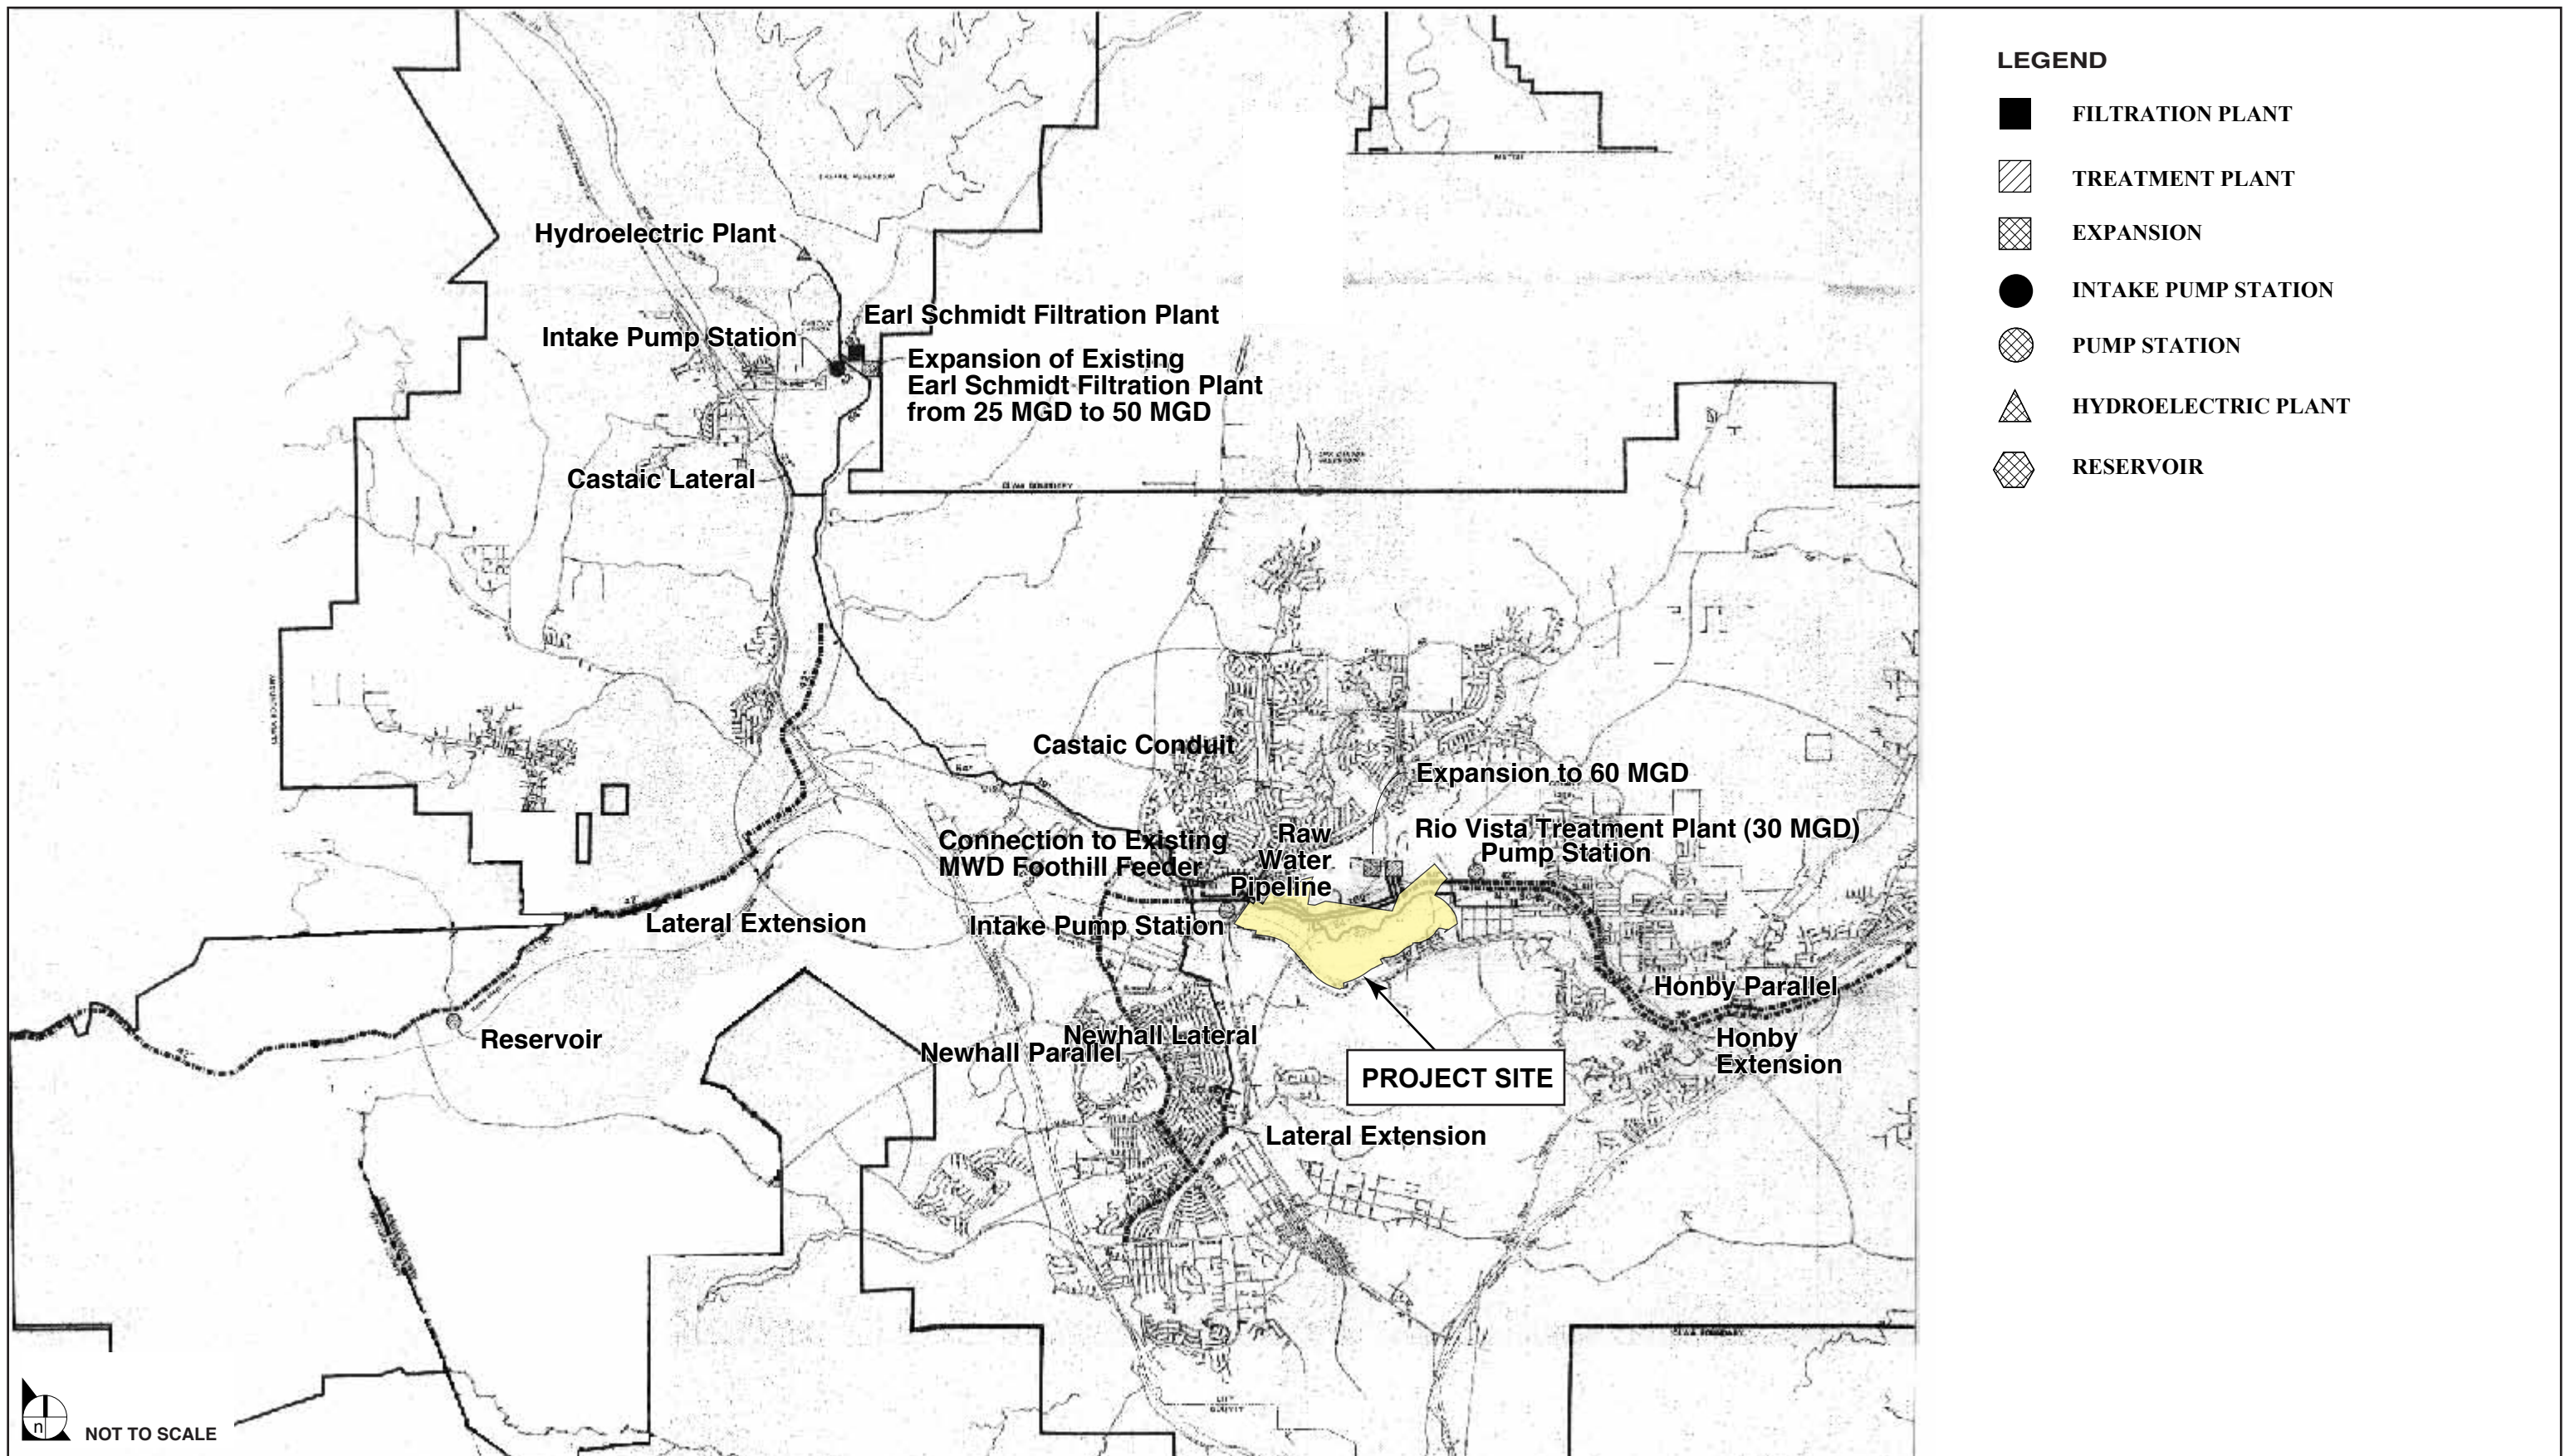 LEGEND
FILTRATION PLANT
TREATMENT PLANT
EXPANSION
INTAKE PUMP STATION
PUMP STATION
HYDROELECTRIC PLANT
RESERVOIR
Hydroelectric Plant
Earl Schmidt Filtration Plant
Intake Pump Station
Expansion of Existing
Earl Schmidt Filtration Plant
from 25 MGD to 50 MGD
Castaic Lateral
Castaic Conduit
Expansion to 60 MGD
Rio Vista Treatment Plant (30 MGD)
Pump Station
Connection to Existing
MWD Foothill Feeder
Raw
Water
Pipeline
Lateral Extension
Intake Pump Station
Honby Parallel
Reservoir
Newhall Lateral
Newhall Parallel
Honby
Extension
PROJECT SITE
Lateral Extension
n
NOT TO SCALE